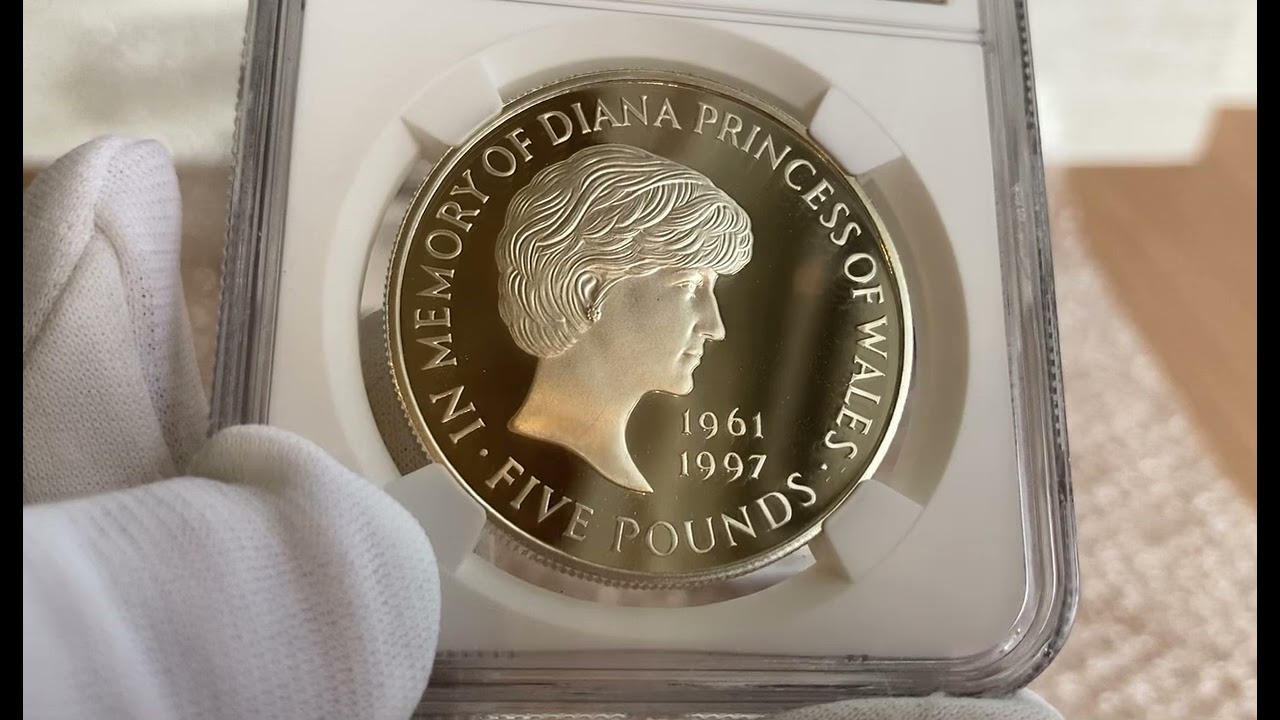 IN MEMORY OF DIANA PRINCESS OF WALES
1961
1997
· FIVE POUNDS ·